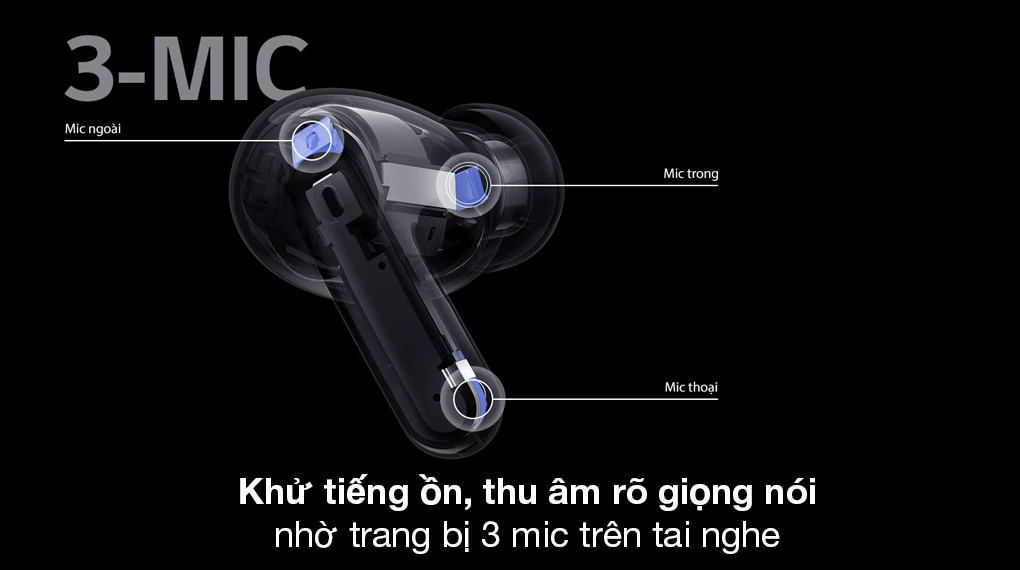 3-MIC
Mic ngoài
Mic trong
Mic thoại
Khử tiếng ồn, thu âm rõ giọng nói
nhờ trang bị 3 mic trên tai nghe